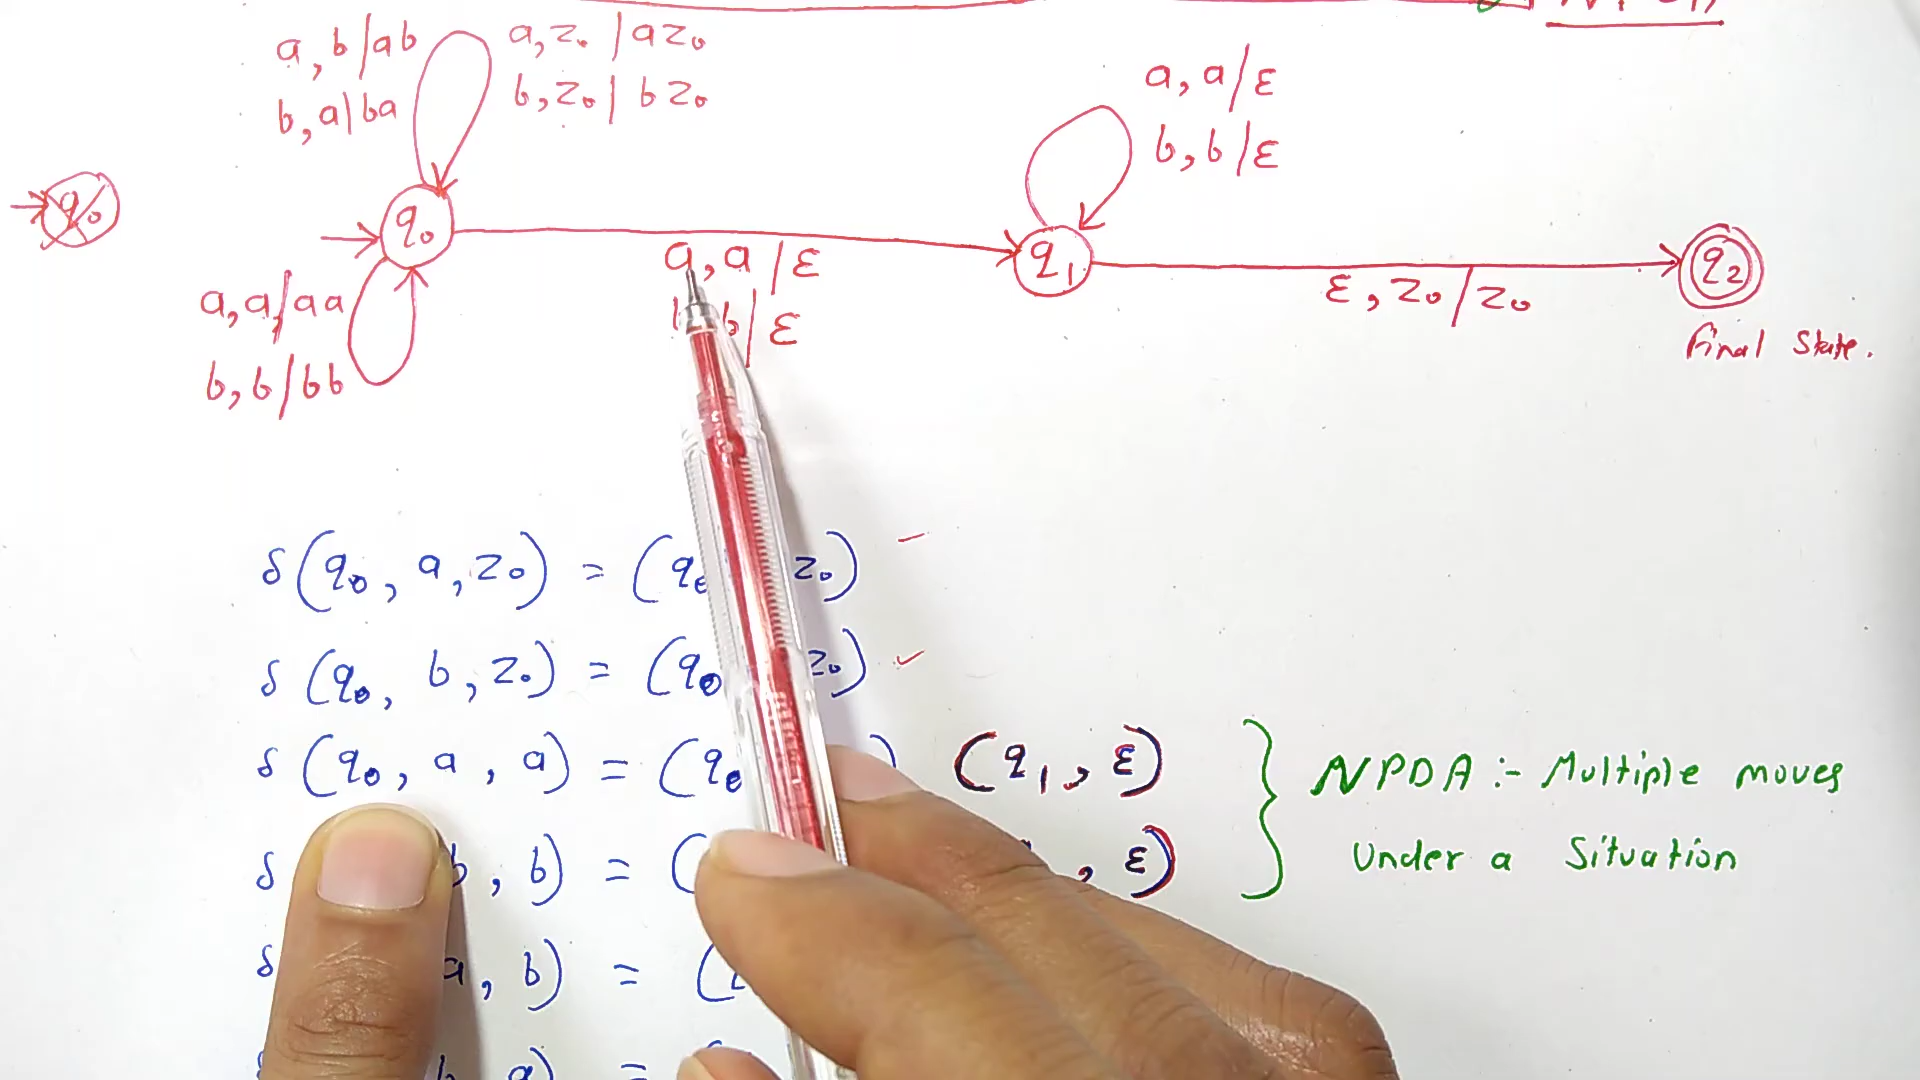 a, b/ab
a, z₀ / az₀
b, a/ba
b, z₀ / bz₀
a, a/ε
b, b/ε
q₀
q₀
a, a/ε
b/ε
q₁
ε, z₀/z₀
q₂
final state.
a, a/aa
b, b/bb
δ(q₀, a, z₀) = (q₀ z₀)
δ(q₀, b, z₀) = (q₀ z₀)
δ(q₀, a, a) = (q₀ ) (q₁, ε)
NPDA :- Multiple moves
δ b, b) = ( , ε)
Under a Situation
δ a, b) = (
b, a) =